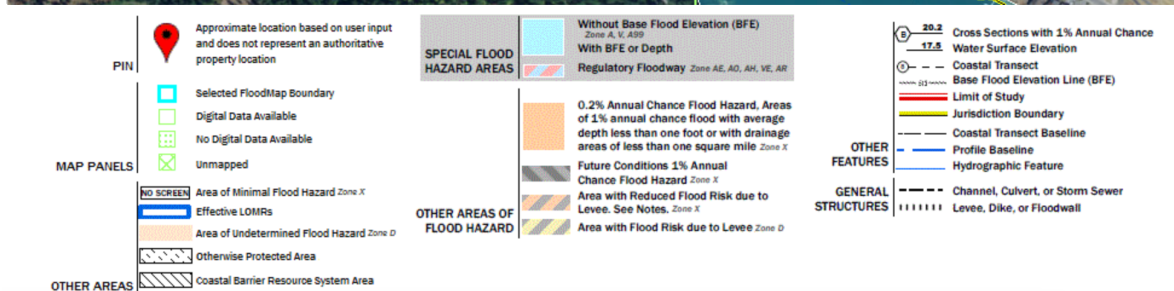 PIN
Approximate location based on user input
and does not represent an authoritative
property location
MAP PANELS
Selected FloodMap Boundary
Digital Data Available
No Digital Data Available
Unmapped
OTHER AREAS
NO SCREEN Area of Minimal Flood Hazard Zone X
Effective LOMRs
Area of Undetermined Flood Hazard Zone D
Otherwise Protected Area
Coastal Barrier Resource System Area
SPECIAL FLOOD
HAZARD AREAS
Without Base Flood Elevation (BFE)
Zone A, V, A99
With BFE or Depth
Regulatory Floodway Zone AE, AO, AH, VE, AR
OTHER AREAS OF
FLOOD HAZARD
0.2% Annual Chance Flood Hazard, Areas
of 1% annual chance flood with average
depth less than one foot or with drainage
areas of less than one square mile Zone X
Future Conditions 1% Annual
Chance Flood Hazard Zone X
Area with Reduced Flood Risk due to
Levee. See Notes. Zone X
Area with Flood Risk due to Levee Zone D
OTHER
FEATURES
B 20.2 Cross Sections with 1% Annual Chance
17.5 Water Surface Elevation
8 Coastal Transect
513 Base Flood Elevation Line (BFE)
Limit of Study
Jurisdiction Boundary
Coastal Transect Baseline
Profile Baseline
Hydrographic Feature
GENERAL
STRUCTURES
Channel, Culvert, or Storm Sewer
Levee, Dike, or Floodwall